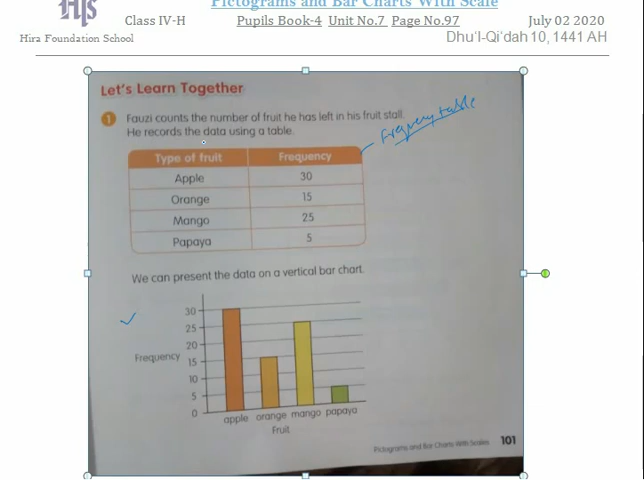 HJS
Pictograms and Bar Charts With Scale
Class IV-H Pupils Book-4 Unit No.7 Page No.97 July 02 2020
Hira Foundation School Dhu'l-Qi'dah 10, 1441 AH
Let's Learn Together
1 Fauzi counts the number of fruit he has left in his fruit stall.
He records the data using a table.
Frequency table
Type of fruit Frequency
Apple 30
Orange 15
Mango 25
Papaya 5
We can present the data on a vertical bar chart.
30
25
20
Frequency 15
10
5
0
apple orange mango papaya
Fruit
Pictograms and Bar Charts With Scales 101